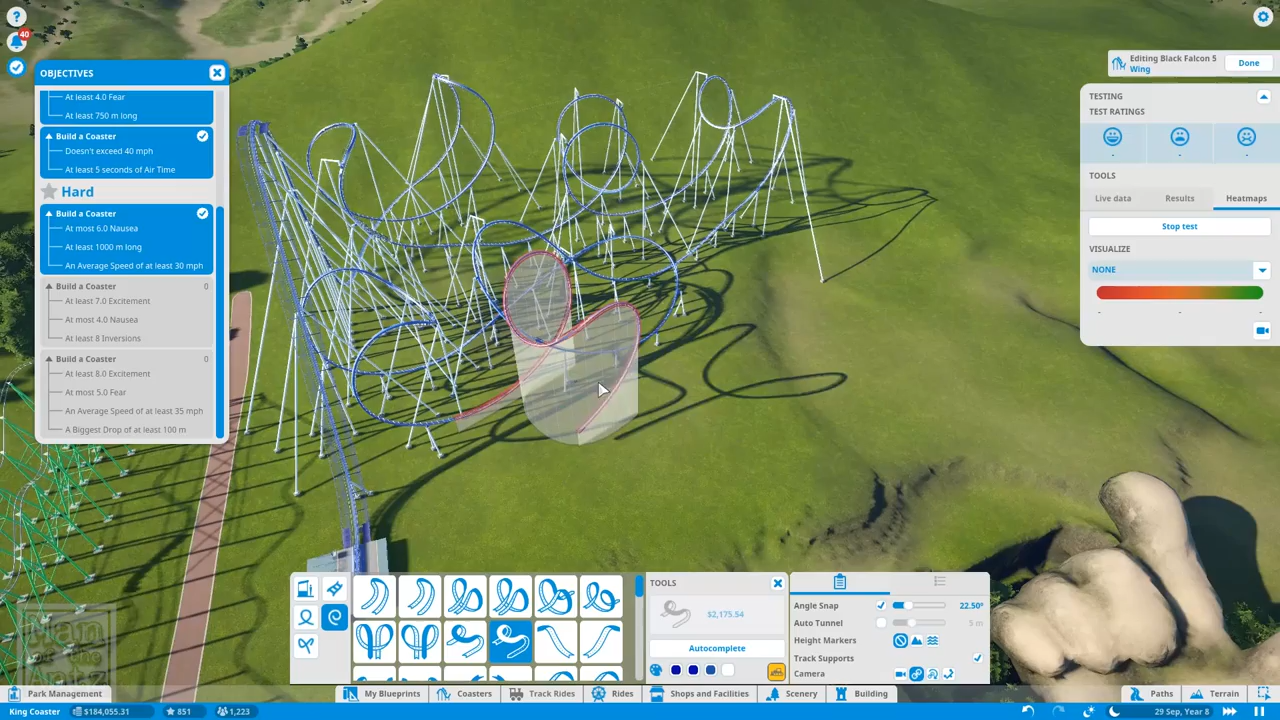 ?
40
OBJECTIVES
At least 4.0 Fear
At least 750 m long
Build a Coaster
Doesn't exceed 40 mph
At least 5 seconds of Air Time
Hard
Build a Coaster
At most 6.0 Nausea
At least 1000 m long
An Average Speed of at least 30 mph
Build a Coaster 0
At least 7.0 Excitement
At most 4.0 Nausea
At least 8 Inversions
Build a Coaster 0
At least 8.0 Excitement
At most 5.0 Fear
An Average Speed of at least 35 mph
A Biggest Drop of at least 100 m
Editing Black Falcon 5
Wing
Done
TESTING
TEST RATINGS
- - -
TOOLS
Live data Results Heatmaps
Stop test
VISUALIZE
NONE
- - -
TOOLS
$2,175.54
Autocomplete
Angle Snap 22.50°
Auto Tunnel 5 m
Height Markers
Track Supports
Camera
Man
the
Park Management My Blueprints Coasters Track Rides Rides Shops and Facilities Scenery Building Paths Terrain
King Coaster $184,055.31 851 1,223 29 Sep, Year 8